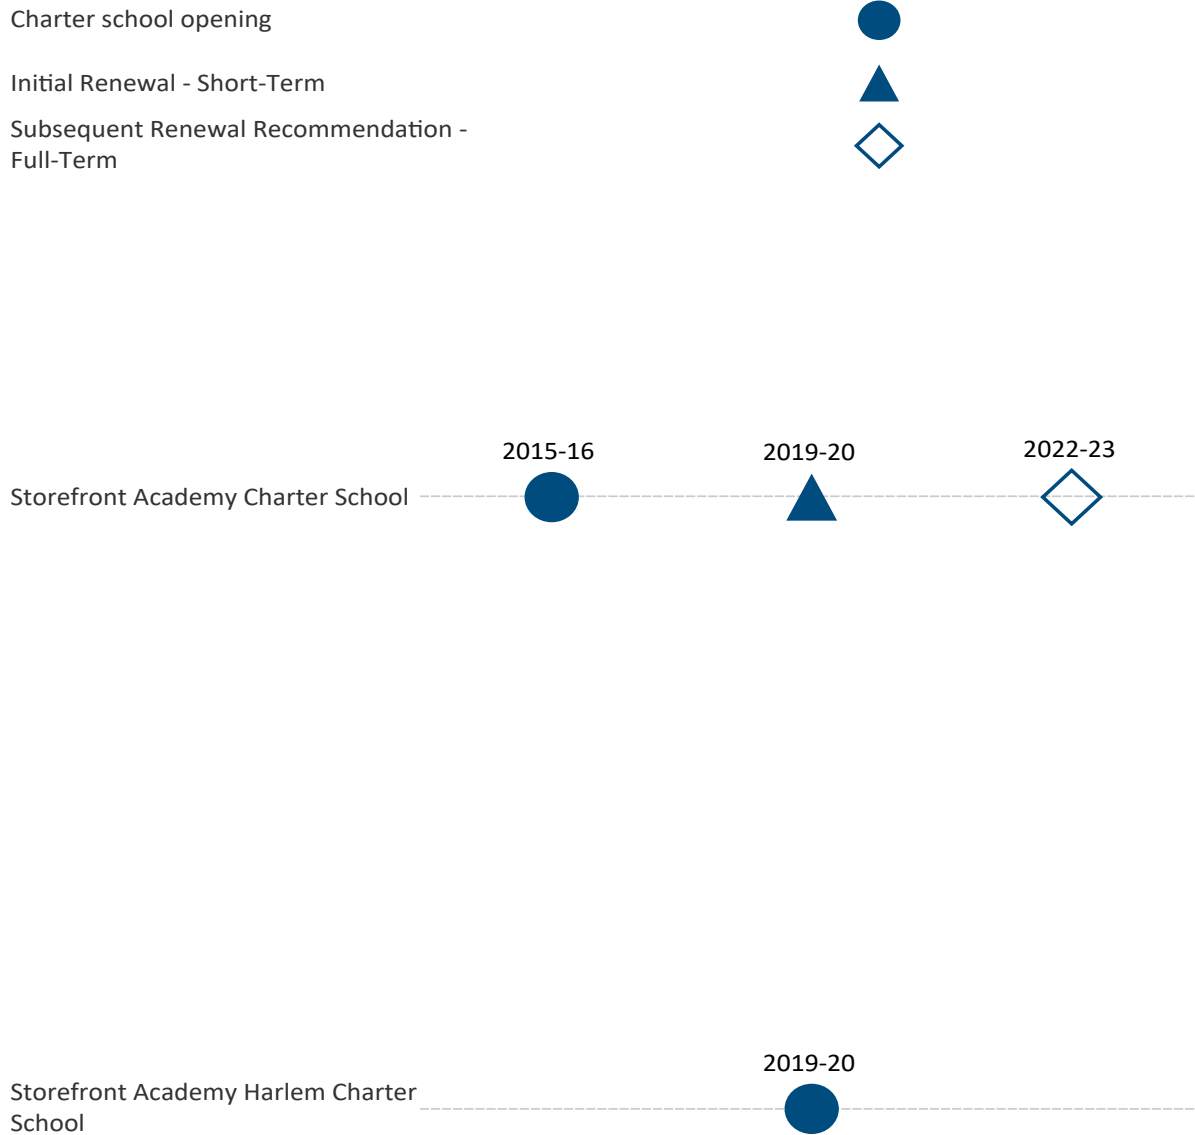 Charter school opening
Initial Renewal - Short-Term
Subsequent Renewal Recommendation -
Full-Term
2015-16
2019-20
2022-23
Storefront Academy Charter School
2019-20
Storefront Academy Harlem Charter
School